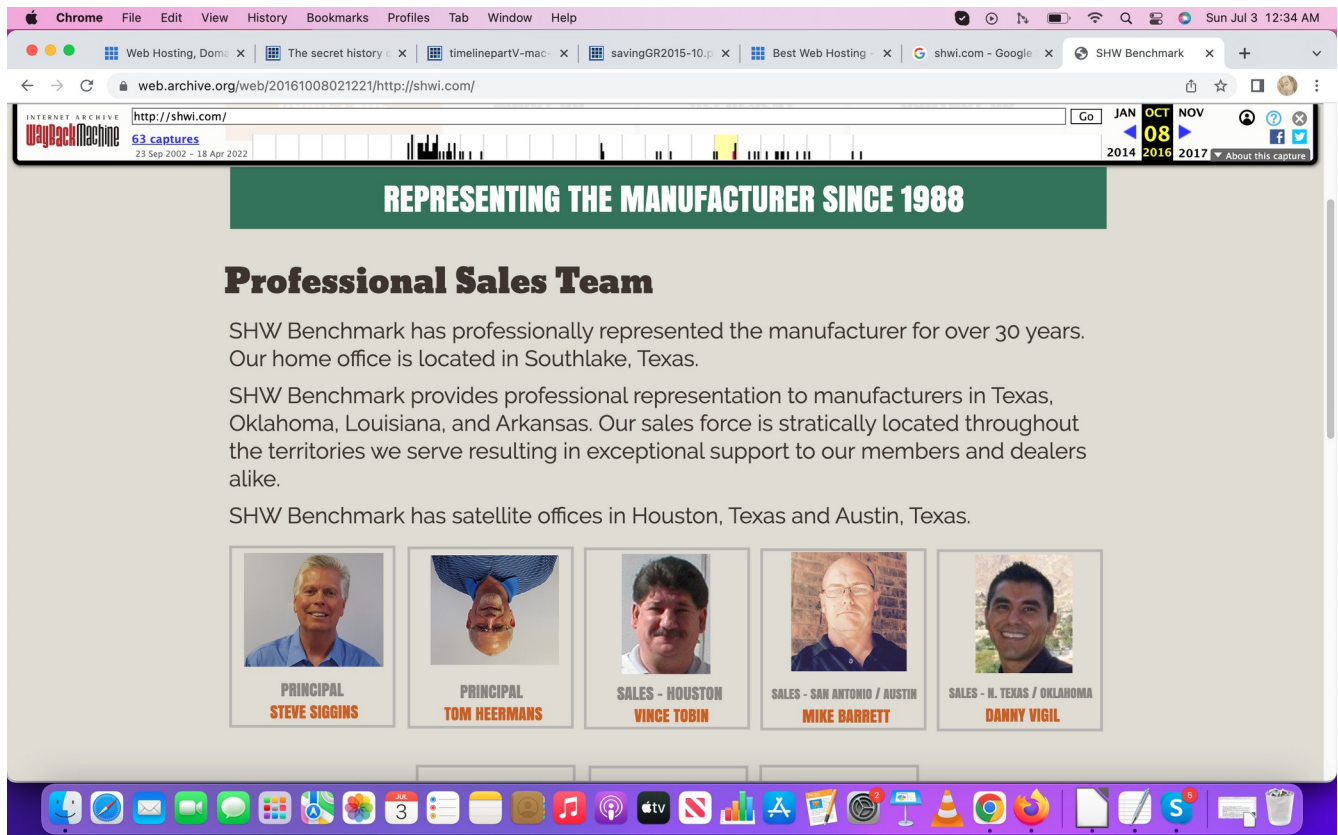 Chrome File Edit View History Bookmarks Profiles Tab Window Help Sun Jul 3 12:34 AM
Web Hosting, Doma The secret history timelinepartV-mac- savingGR2015-10.p Best Web Hosting - shwi.com - Google SHW Benchmark
web.archive.org/web/20161008021221/http://shwi.com/
INTERNET ARCHIVE http://shwi.com/ Go JAN OCT NOV
WayBackMachine 63 captures 08
23 Sep 2002 - 18 Apr 2022 2014 2016 2017 About this capture
REPRESENTING THE MANUFACTURER SINCE 1988
Professional Sales Team
SHW Benchmark has professionally represented the manufacturer for over 30 years.
Our home office is located in Southlake, Texas.
SHW Benchmark provides professional representation to manufacturers in Texas,
Oklahoma, Louisiana, and Arkansas. Our sales force is stratically located throughout
the territories we serve resulting in exceptional support to our members and dealers
alike.
SHW Benchmark has satellite offices in Houston, Texas and Austin, Texas.
PRINCIPAL PRINCIPAL SALES - HOUSTON SALES - SAN ANTONIO / AUSTIN SALES - N. TEXAS / OKLAHOMA
STEVE SIGGINS TOM HEERMANS VINCE TOBIN MIKE BARRETT DANNY VIGIL
JUL
3 tv 2 5